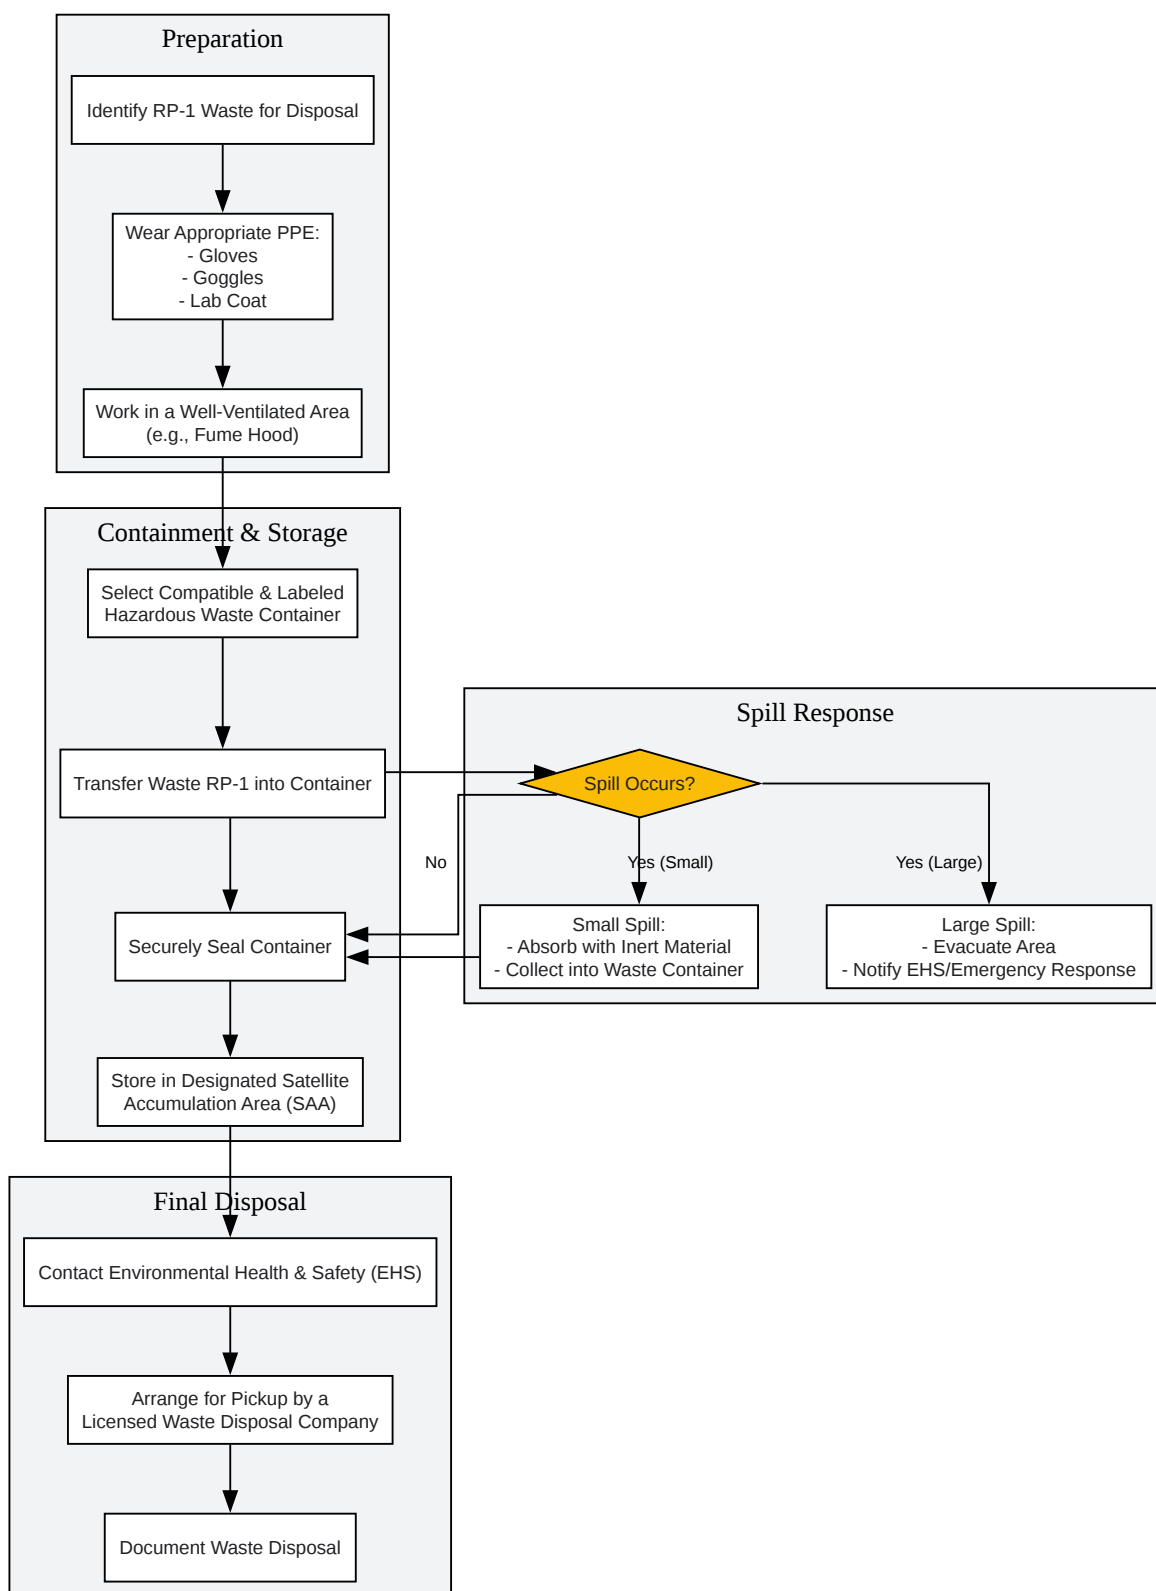 Preparation
Identify RP-1 Waste for Disposal
Wear Appropriate PPE:
- Gloves
- Goggles
- Lab Coat
Work in a Well-Ventilated Area
(e.g., Fume Hood)
Containment & Storage
Select Compatible & Labeled
Hazardous Waste Container
Transfer Waste RP-1 into Container
Securely Seal Container
Store in Designated Satellite
Accumulation Area (SAA)
Spill Response
Spill Occurs?
No
Yes (Small)
Yes (Large)
Small Spill:
- Absorb with Inert Material
- Collect into Waste Container
Large Spill:
- Evacuate Area
- Notify EHS/Emergency Response
Final Disposal
Contact Environmental Health & Safety (EHS)
Arrange for Pickup by a
Licensed Waste Disposal Company
Document Waste Disposal